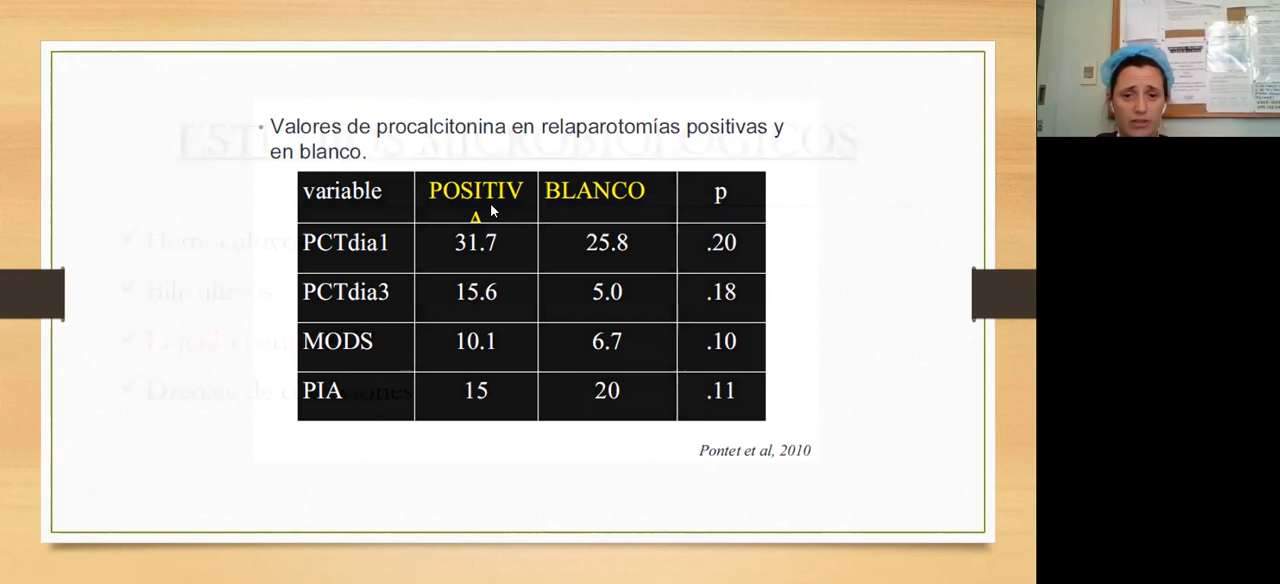 • Valores de procalcitonina en relaparotomías positivas y
en blanco.
variable POSITIV BLANCO p
A
PCTdia1 31.7 25.8 .20
PCTdia3 15.6 5.0 .18
MODS 10.1 6.7 .10
PIA 15 20 .11
Pontet et al, 2010